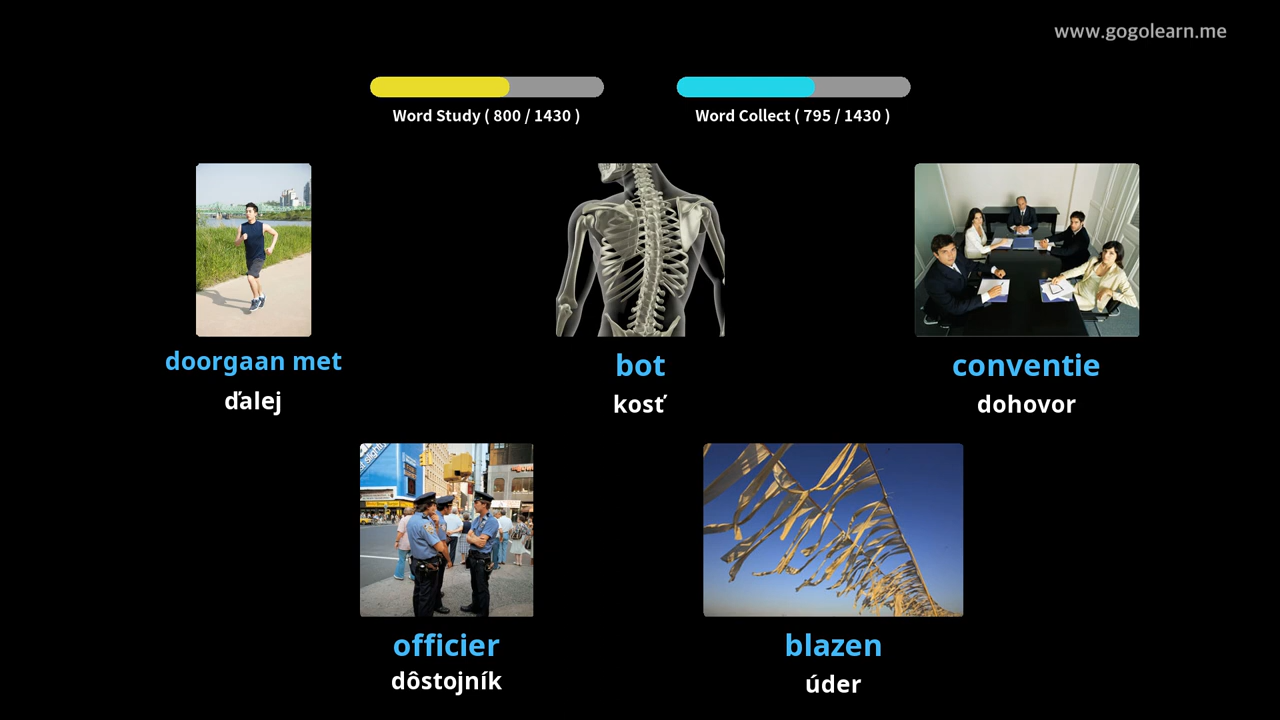 www.gogolearn.me
Word Study ( 800 / 1430 )
Word Collect ( 795 / 1430 )
doorgaan met
ďalej
bot
kosť
conventie
dohovor
officier
dôstojník
blazen
úder